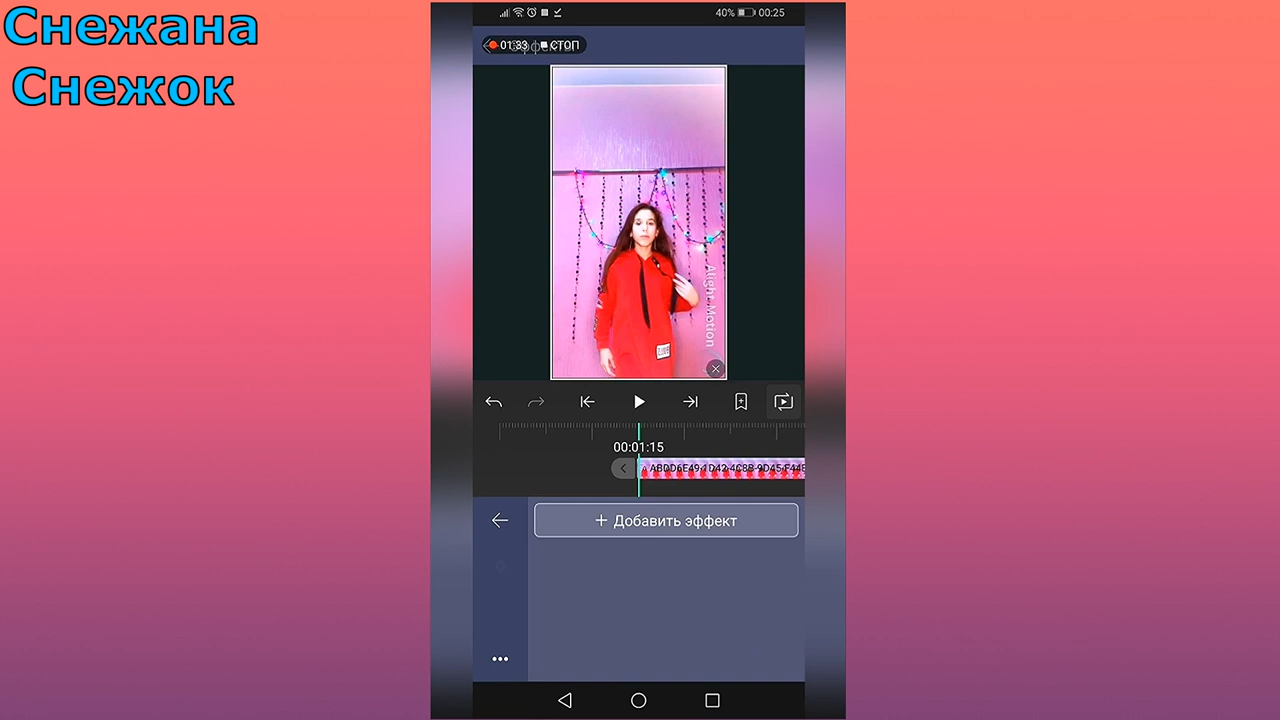 Снежана
Снежок
40% 00:25
01:33 СТОП
Alight Motion
00:01:15
ABDD6E49-1D42-4C8B-9D45-F44E
+ Добавить эффект